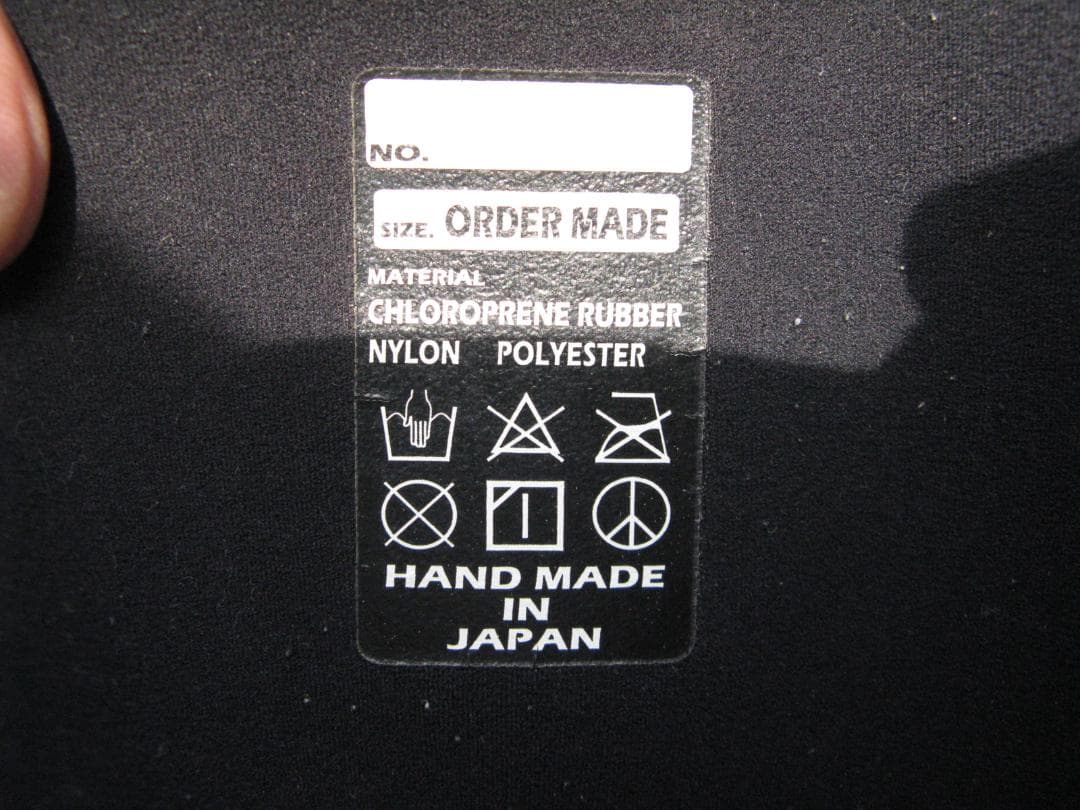 NO.
SIZE. ORDER MADE
MATERIAL
CHLOROPRENE RUBBER
NYLON POLYESTER
HAND MADE
IN
JAPAN